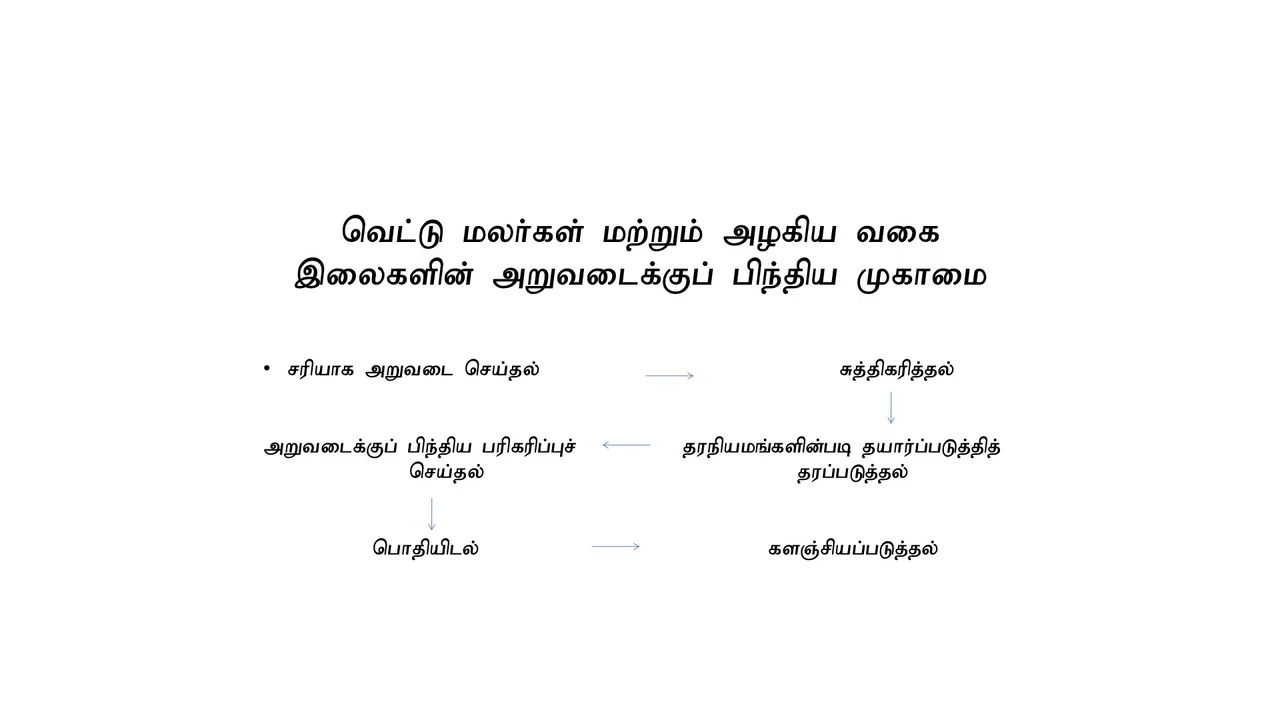 வெட்டு மலர்கள் மற்றும் அழகிய வகை
இலைகளின் அறுவடைக்குப் பிந்திய முகாமை
• சரியாக அறுவடை செய்தல்
சுத்திகரித்தல்
அறுவடைக்குப் பிந்திய பரிகரிப்புச்
செய்தல்
தரநியமங்களின்படி தயார்ப்படுத்தித்
தரப்படுத்தல்
பொதியிடல்
களஞ்சியப்படுத்தல்